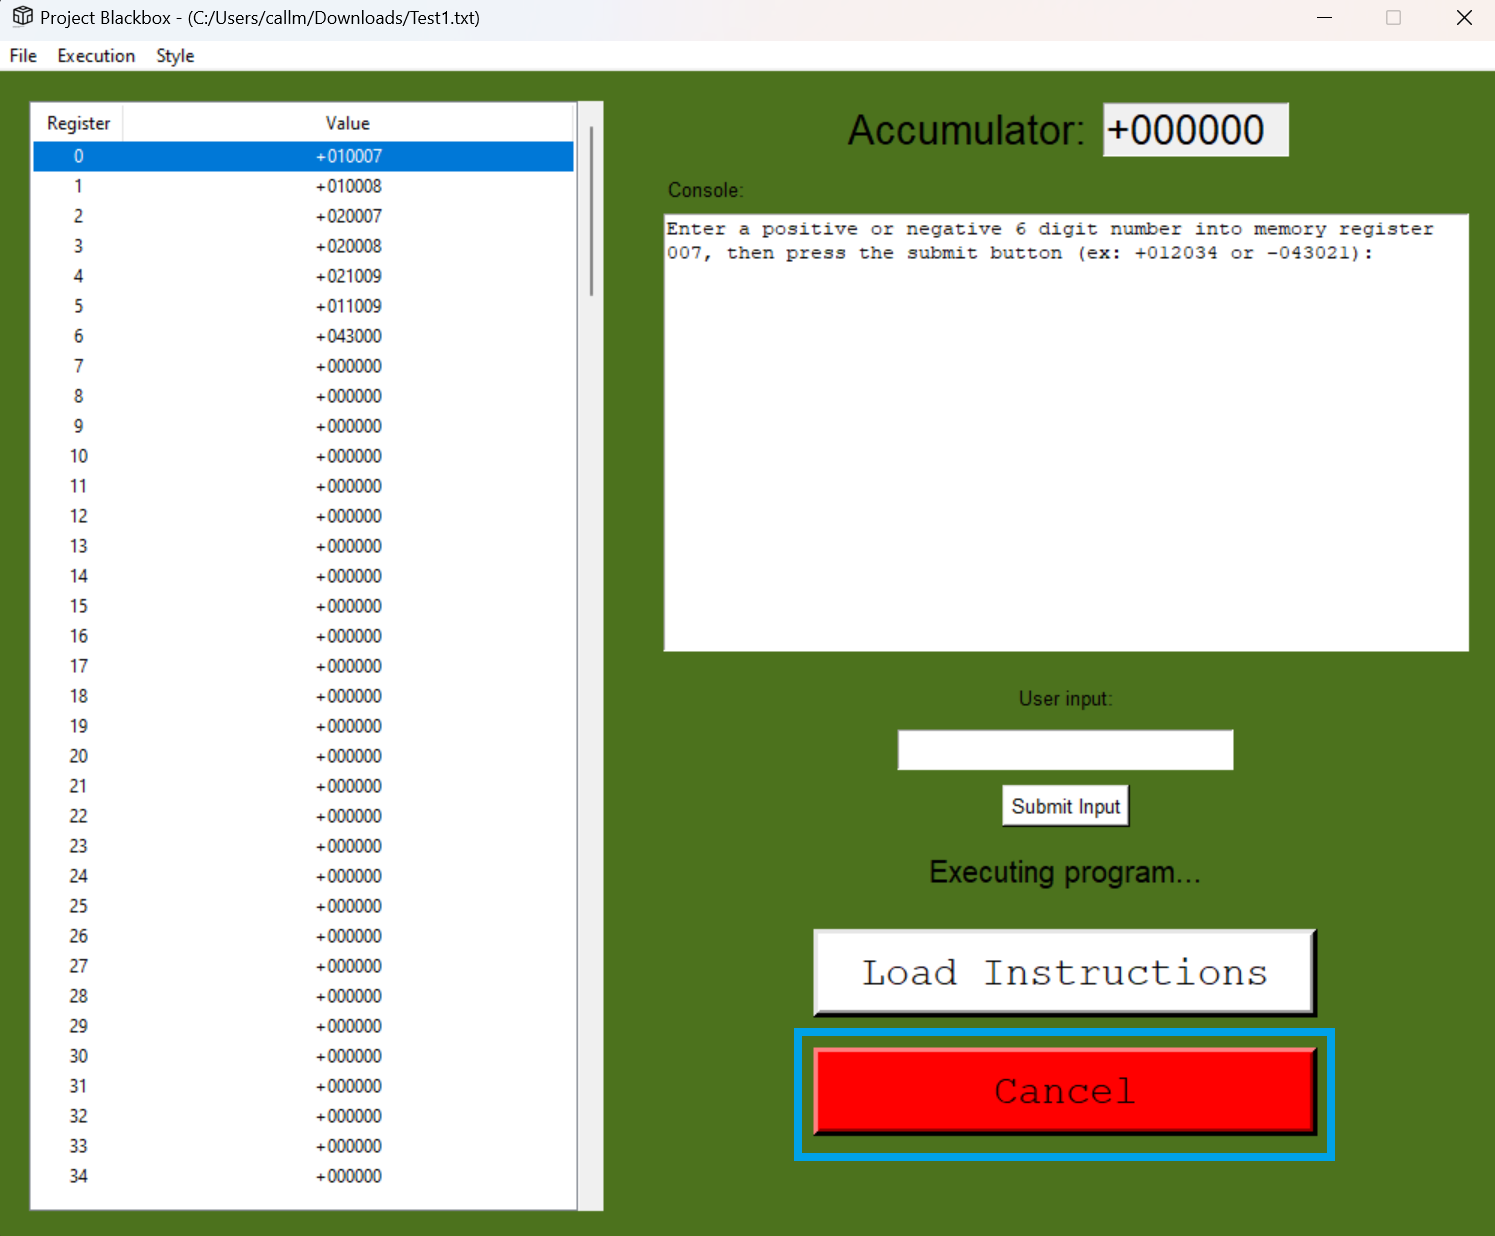 Project Blackbox - (C:/Users/callm/Downloads/Test1.txt)
File Execution Style
Register Value
0 +010007
1 +010008
2 +020007
3 +020008
4 +021009
5 +011009
6 +043000
7 +000000
8 +000000
9 +000000
10 +000000
11 +000000
12 +000000
13 +000000
14 +000000
15 +000000
16 +000000
17 +000000
18 +000000
19 +000000
20 +000000
21 +000000
22 +000000
23 +000000
24 +000000
25 +000000
26 +000000
27 +000000
28 +000000
29 +000000
30 +000000
31 +000000
32 +000000
33 +000000
34 +000000
Accumulator: +000000
Console:
Enter a positive or negative 6 digit number into memory register
007, then press the submit button (ex: +012034 or -043021):
User input:
Submit Input
Executing program...
Load Instructions
Cancel